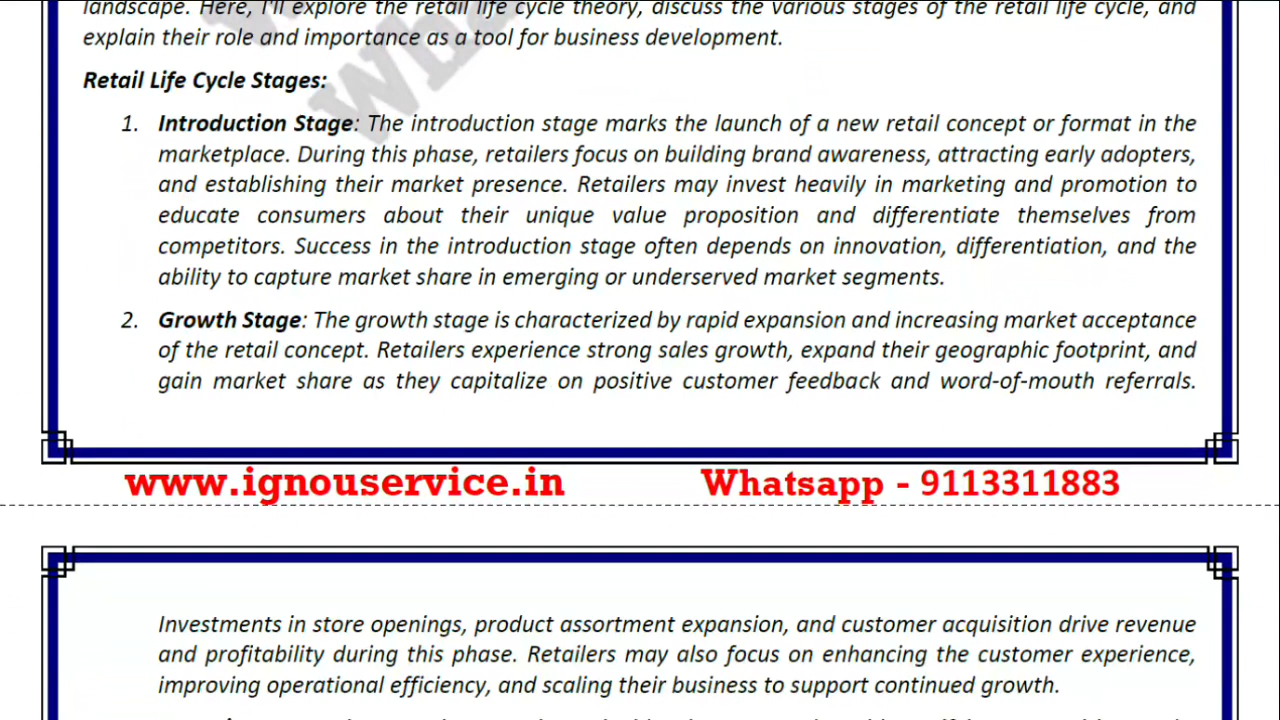 landscape. Here, I'll explore the retail life cycle theory, discuss the various stages of the retail life cycle, and
explain their role and importance as a tool for business development.
Retail Life Cycle Stages:
1. Introduction Stage: The introduction stage marks the launch of a new retail concept or format in the
marketplace. During this phase, retailers focus on building brand awareness, attracting early adopters,
and establishing their market presence. Retailers may invest heavily in marketing and promotion to
educate consumers about their unique value proposition and differentiate themselves from
competitors. Success in the introduction stage often depends on innovation, differentiation, and the
ability to capture market share in emerging or underserved market segments.
2. Growth Stage: The growth stage is characterized by rapid expansion and increasing market acceptance
of the retail concept. Retailers experience strong sales growth, expand their geographic footprint, and
gain market share as they capitalize on positive customer feedback and word-of-mouth referrals.
www.ignouservice.in Whatsapp - 9113311883
Investments in store openings, product assortment expansion, and customer acquisition drive revenue
and profitability during this phase. Retailers may also focus on enhancing the customer experience,
improving operational efficiency, and scaling their business to support continued growth.